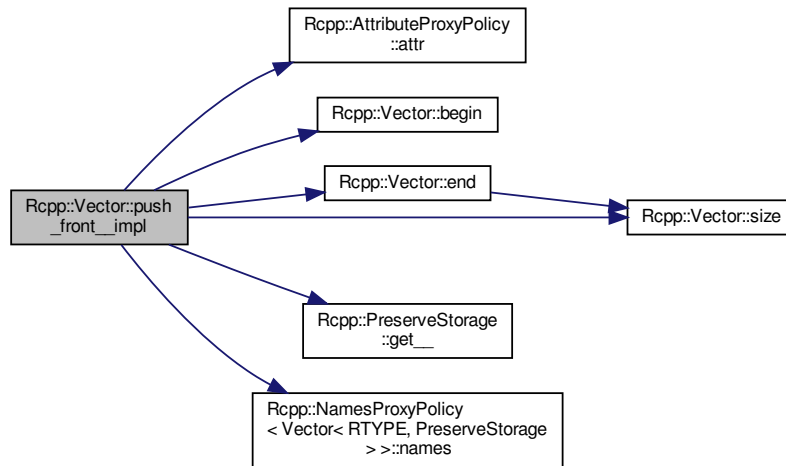 Rcpp::AttributeProxyPolicy
::attr
Rcpp::Vector::begin
Rcpp::Vector::end
Rcpp::Vector::push
_front__impl
Rcpp::Vector::size
Rcpp::PreserveStorage
::get__
Rcpp::NamesProxyPolicy
< Vector< RTYPE, PreserveStorage
> >::names